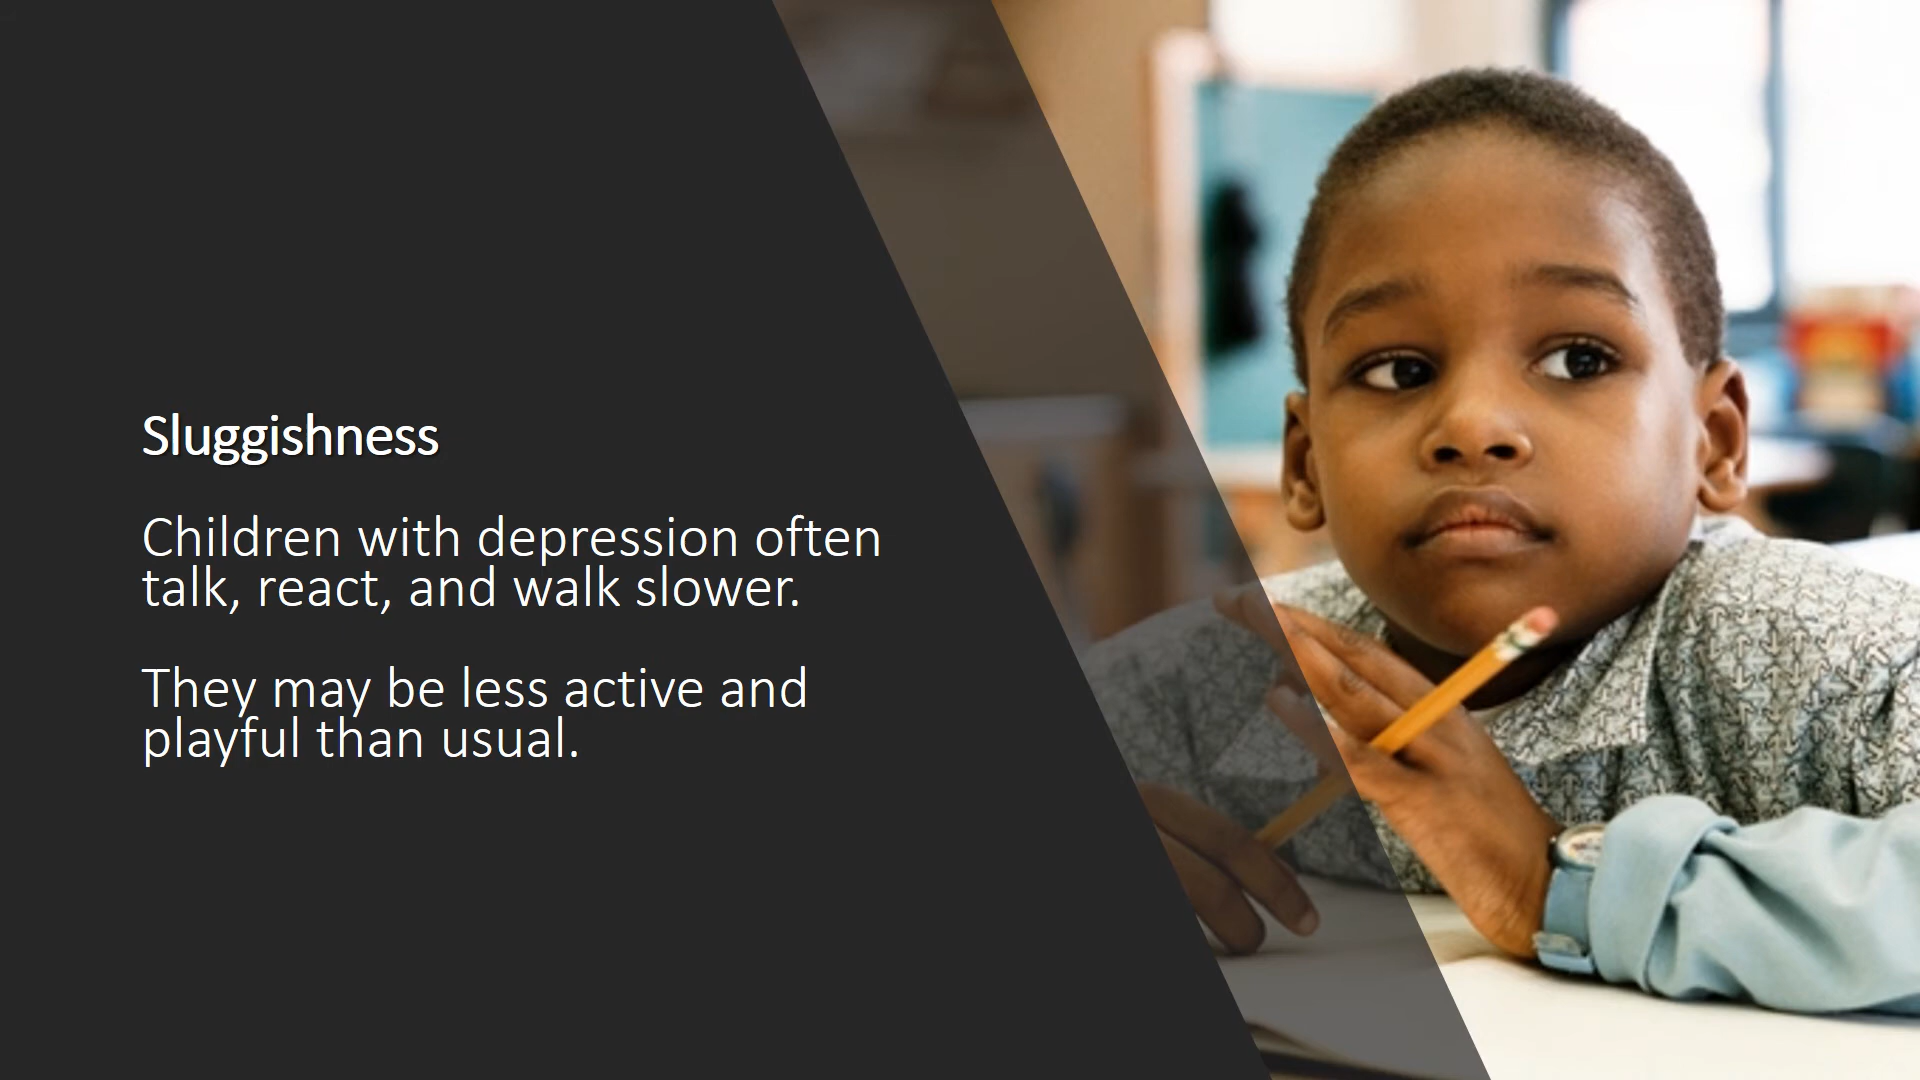 Sluggishness
Children with depression often
talk, react, and walk slower.
They may be less active and
playful than usual.